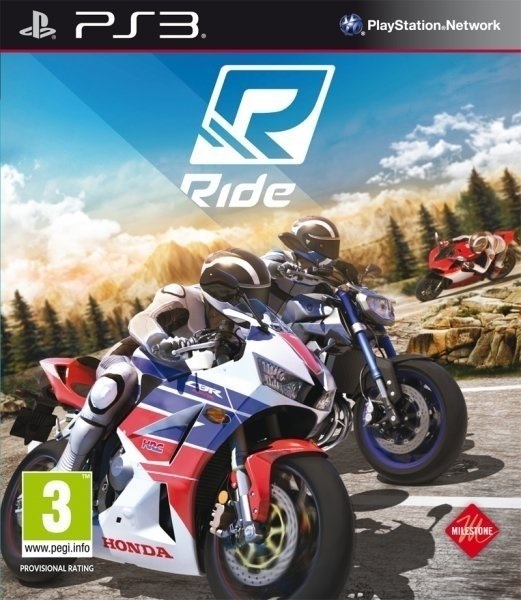 PS3
PlayStation®Network
R
Ride
CBR
HRC
HONDA
3
www.pegi.info
PROVISIONAL RATING
MILESTONE